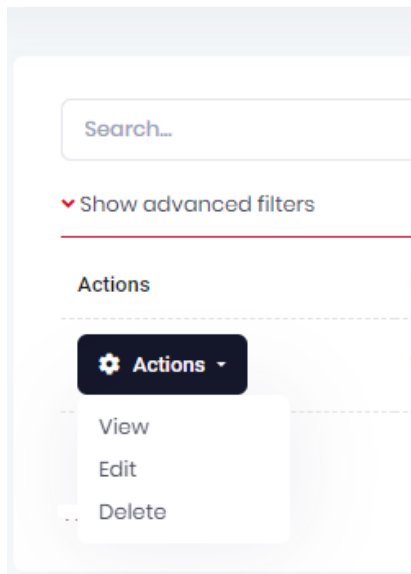 Search...
Show advanced filters
Actions
Actions
View
Edit
Delete